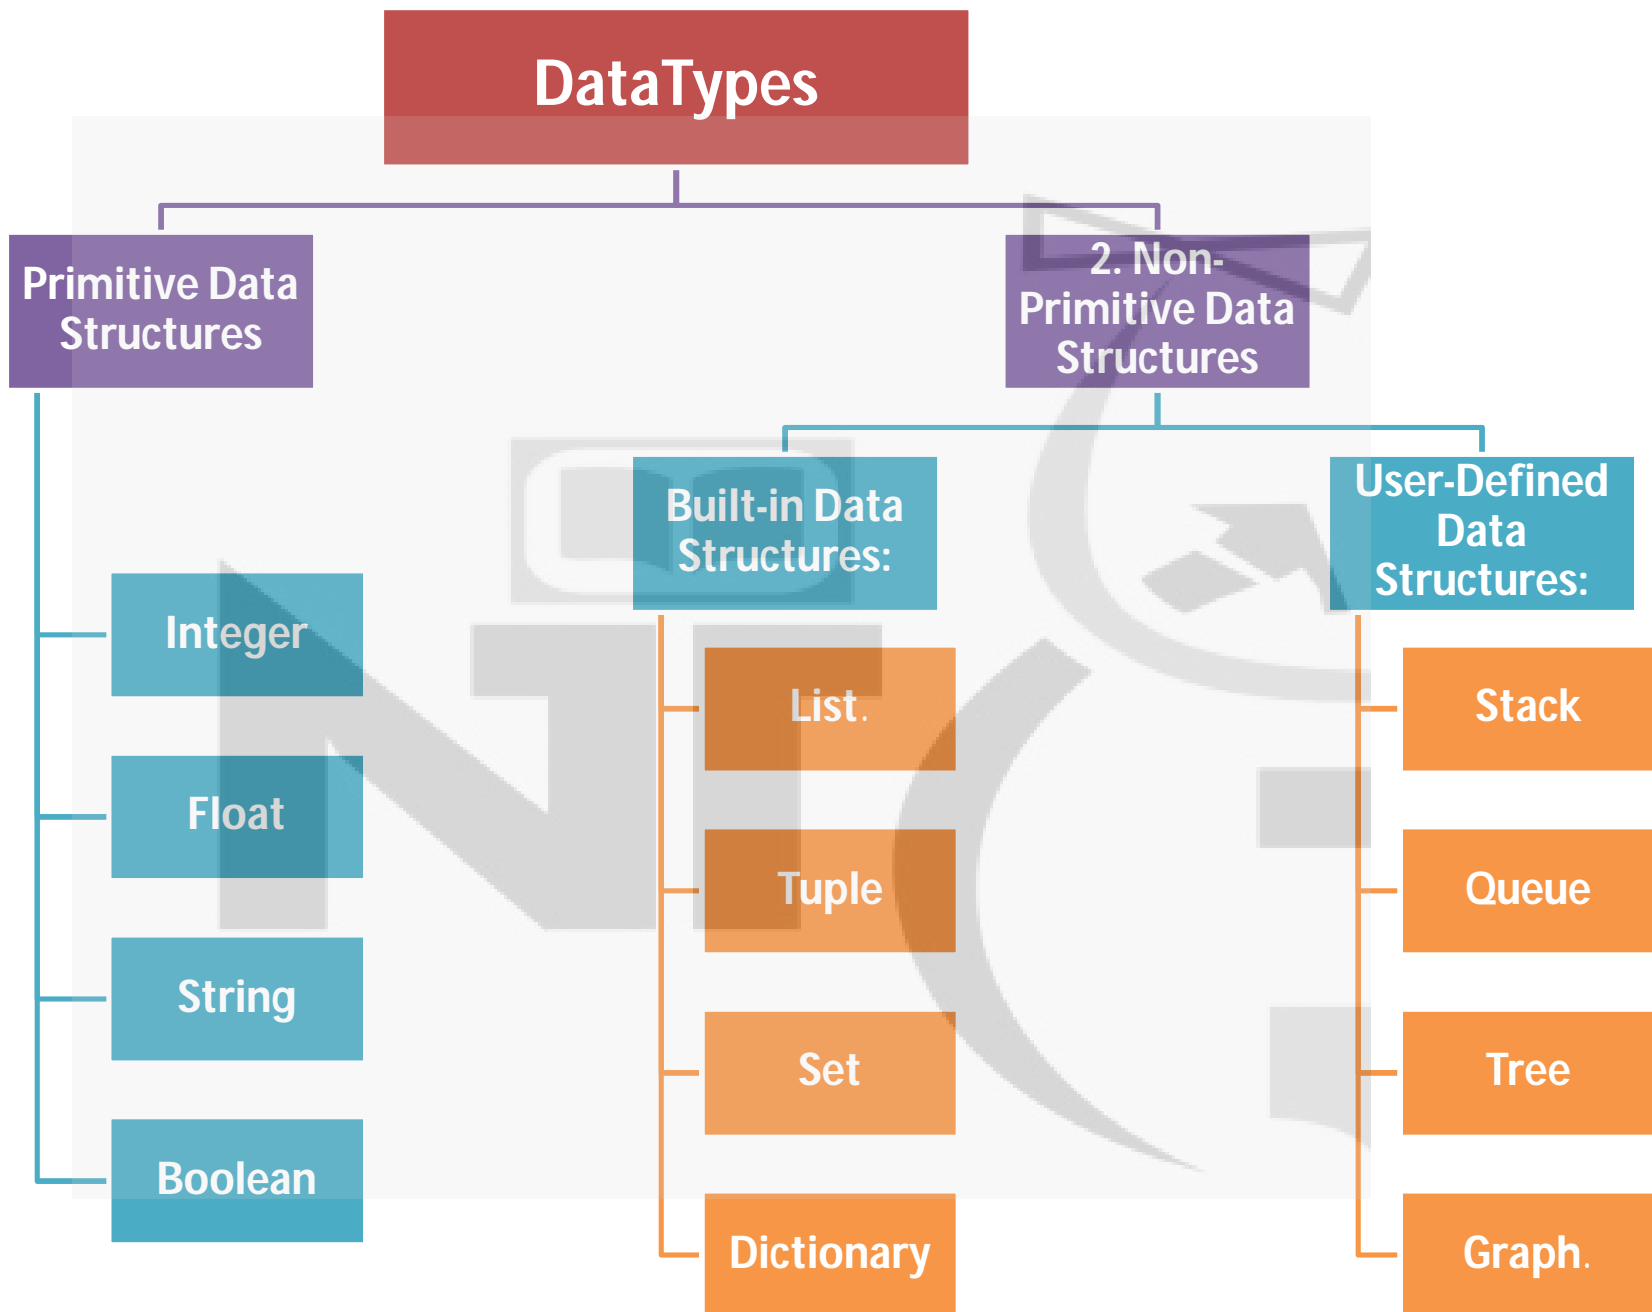 DataTypes
Primitive Data
Structures
2. Non-
Primitive Data
Structures
Integer
Float
String
Boolean
Built-in Data
Structures:
List.
Tuple
Set
Dictionary
User-Defined
Data
Structures:
Stack
Queue
Tree
Graph.